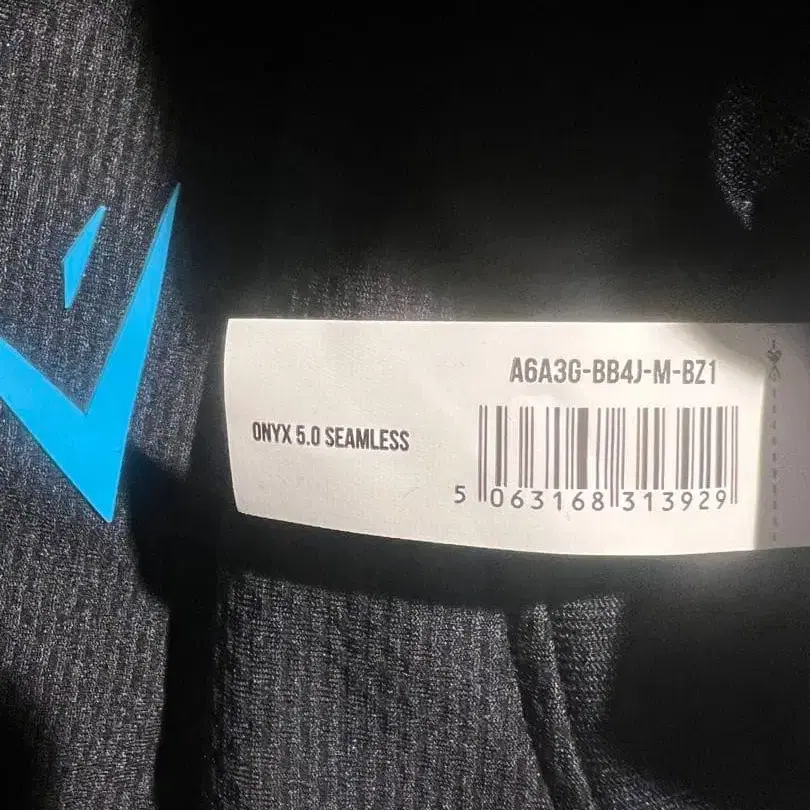 A6A3G-BB4J-M-BZ1
ONYX 5.0 SEAMLESS
5 063168 313929